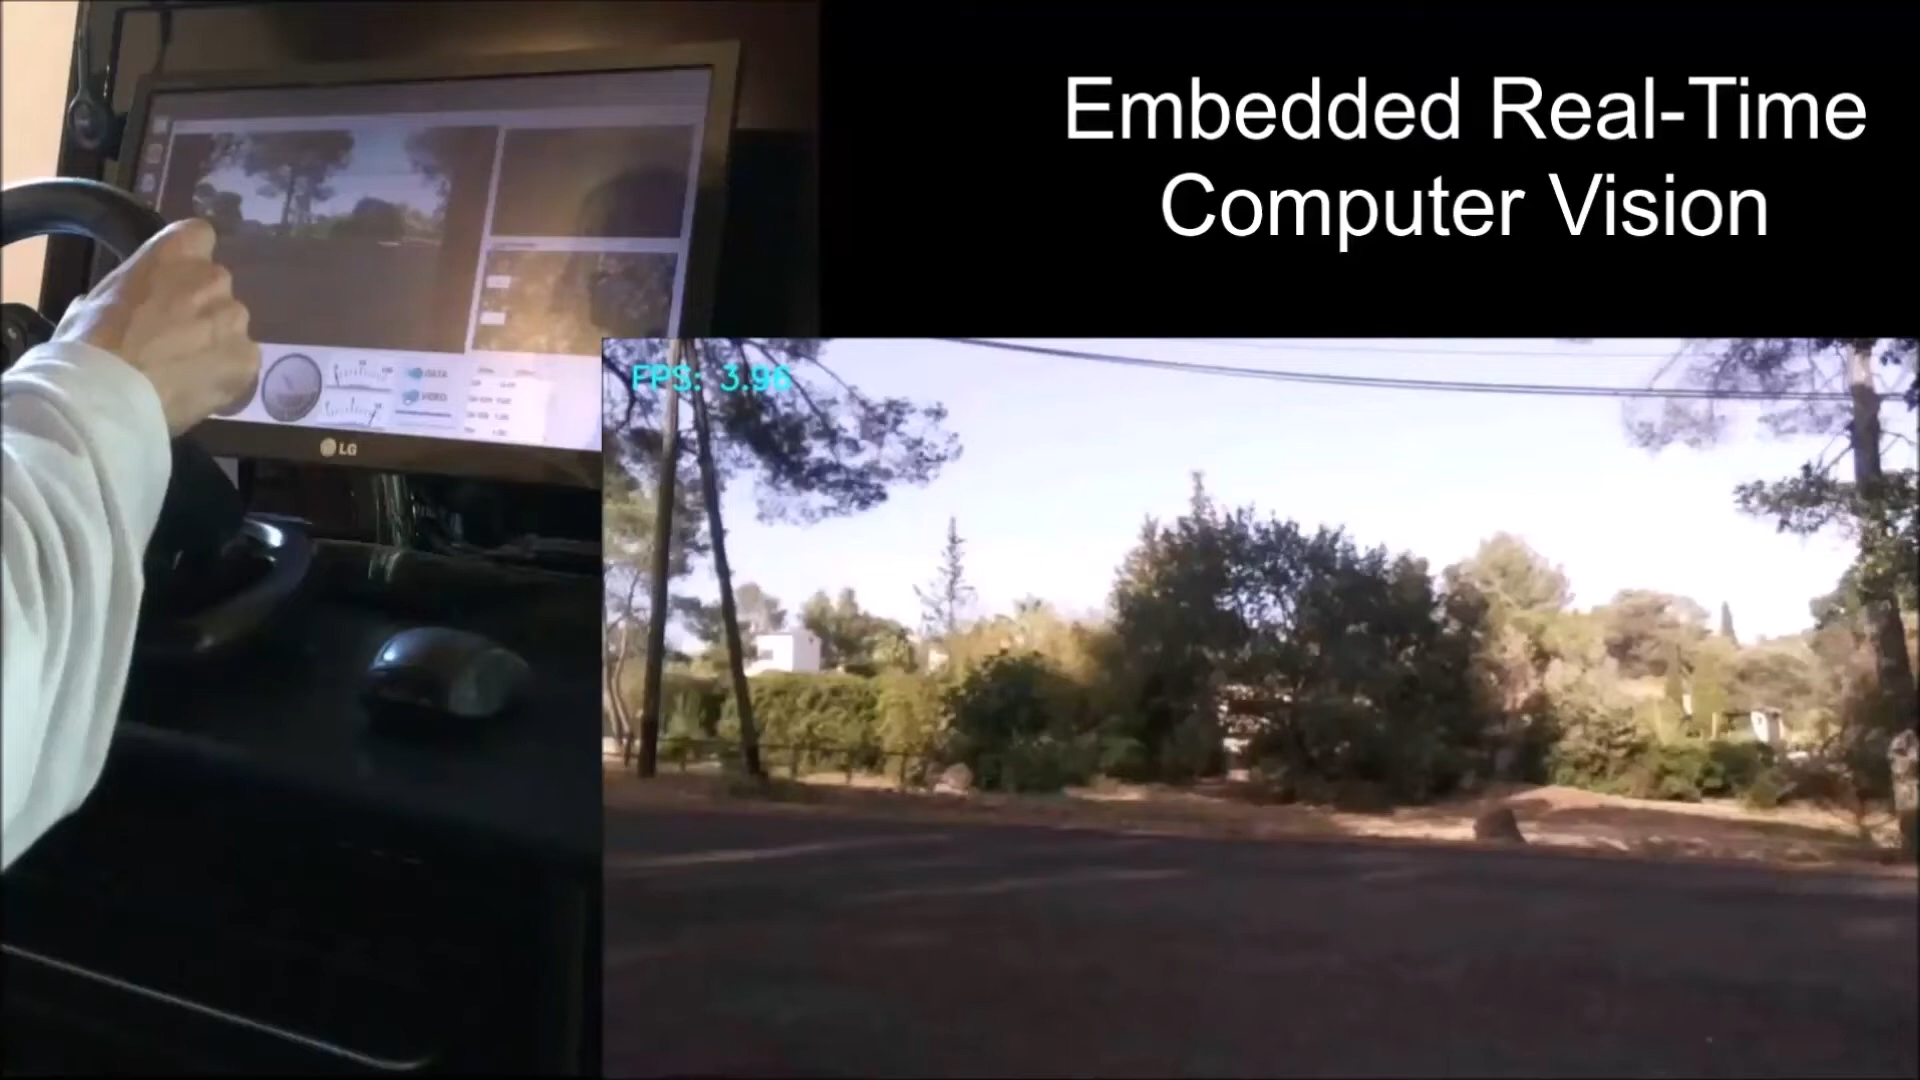 Embedded Real-Time
Computer Vision
FPS: 3.96
DATA
VIDEO
LG